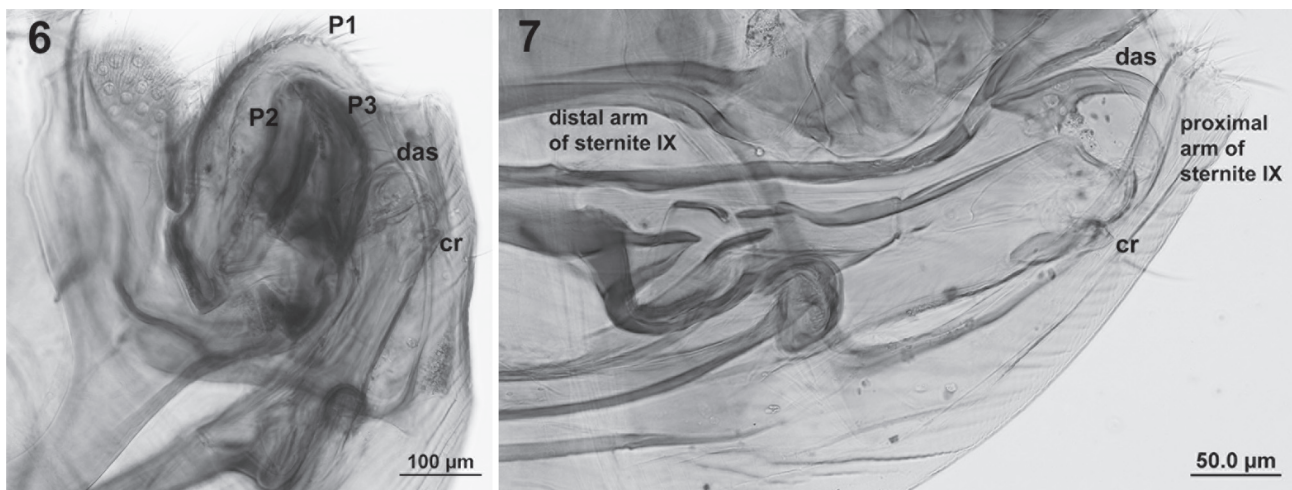 6
P1
P2
P3
das
cr
100 µm
7
das
distal arm
of sternite IX
proximal
arm of
sternite IX
cr
50.0 µm